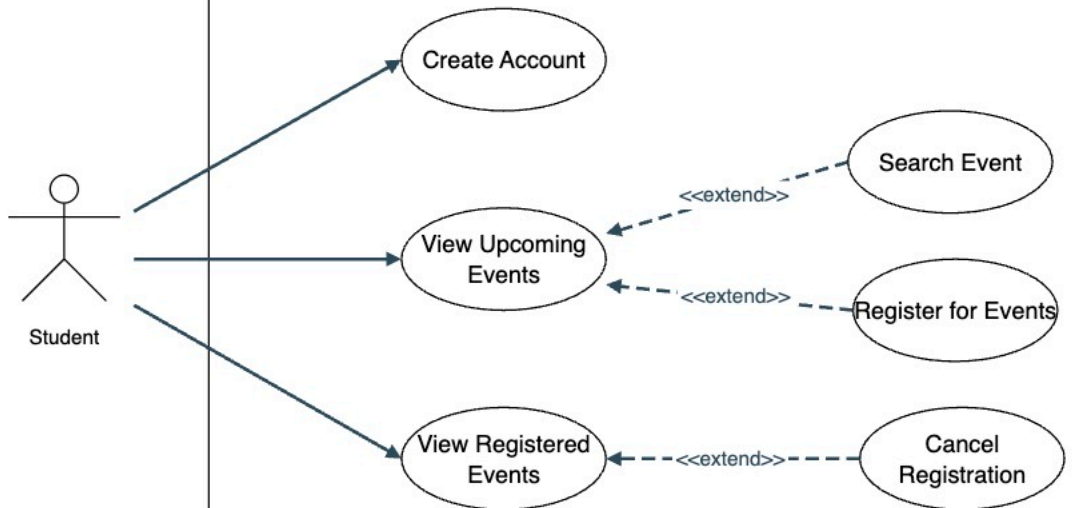 Create Account
Search Event
<<extend>>
View Upcoming
Events
<<extend>>
Register for Events
Student
View Registered
Events
<<extend>>
Cancel
Registration